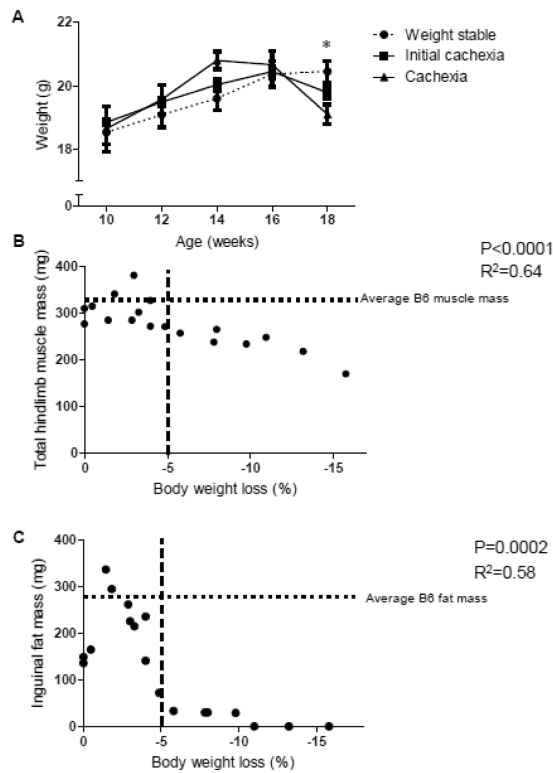 A
22
20
18
0
Weight (g)
10 12 14 16 18
Age (weeks)
*
Weight stable
Initial cachexia
Cachexia
B
P<0.0001
R²=0.64
400
300
200
100
0
Total hindlimb muscle mass (mg)
Average B6 muscle mass
0 -5 -10 -15
Body weight loss (%)
C
P=0.0002
R²=0.58
400
300
200
100
0
Inguinal fat mass (mg)
Average B6 fat mass
0 -5 -10 -15
Body weight loss (%)